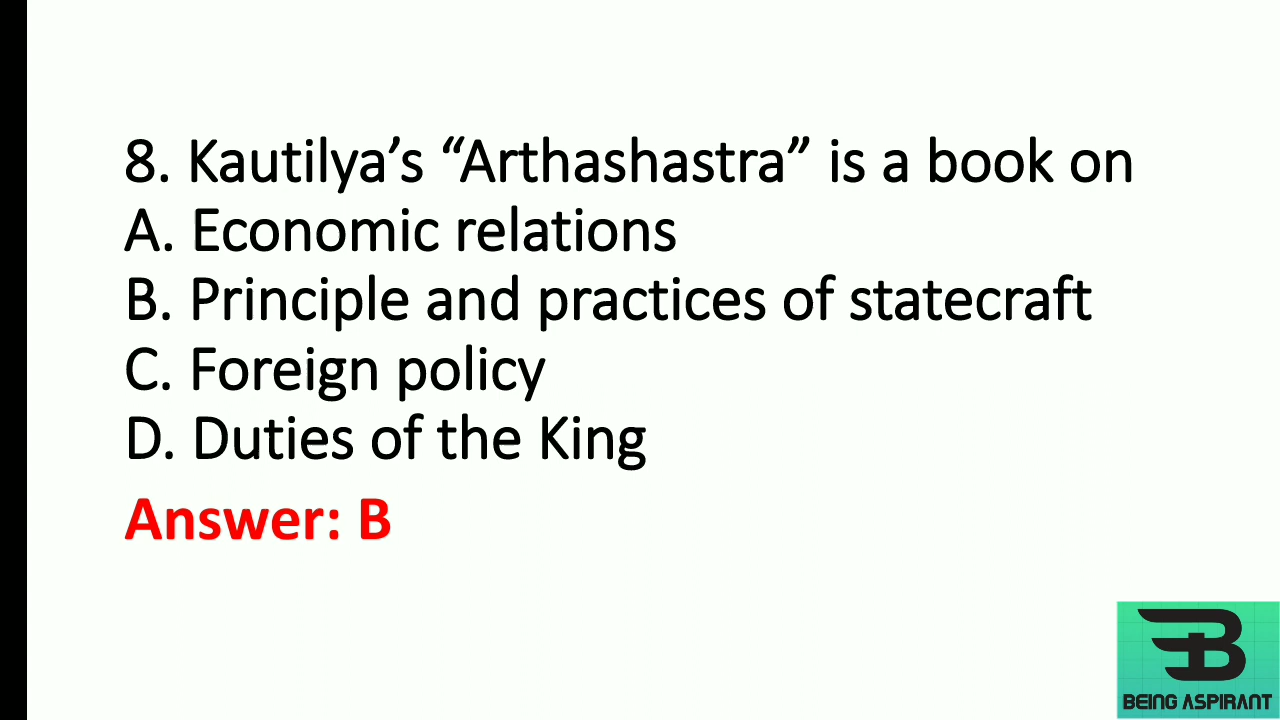 8. Kautilya’s “Arthashastra” is a book on
A. Economic relations
B. Principle and practices of statecraft
C. Foreign policy
D. Duties of the King
Answer: B
BEING ASPIRANT